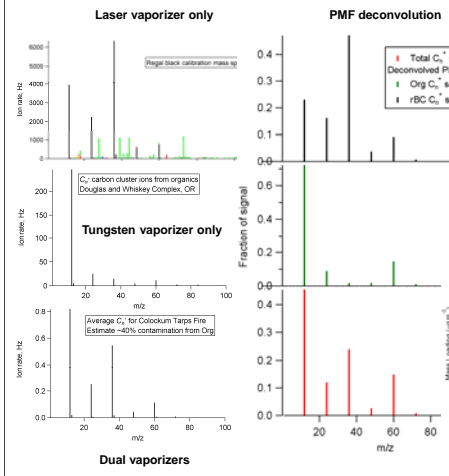 Laser vaporizer only
PMF deconvolution
Regal black calibration mass sp
Ion rate, Hz
6000
5000
4000
3000
2000
1000
0
C_n^+ carbon cluster ions from organics
Douglas and Whiskey Complex, OR
Tungsten vaporizer only
Ion rate, Hz
200
150
100
50
0
0 20 40 60 80 100
m/z
Average C_n^+ for Colockum Tarps Fire
Estimate ~40% contamination from Org
Ion rate, Hz
0.8
0.6
0.4
0.2
0.0
0 20 40 60 80 100
m/z
Dual vaporizers
Total C_n^+ s
Deconvolved P
Org C_n^+ s
rBC C_n^+ s
Fraction of signal
0.4
0.3
0.2
0.1
0.0
0.6
0.4
0.2
0.0
0.4
0.3
0.2
0.1
0.0
20 40 60 80
m/z